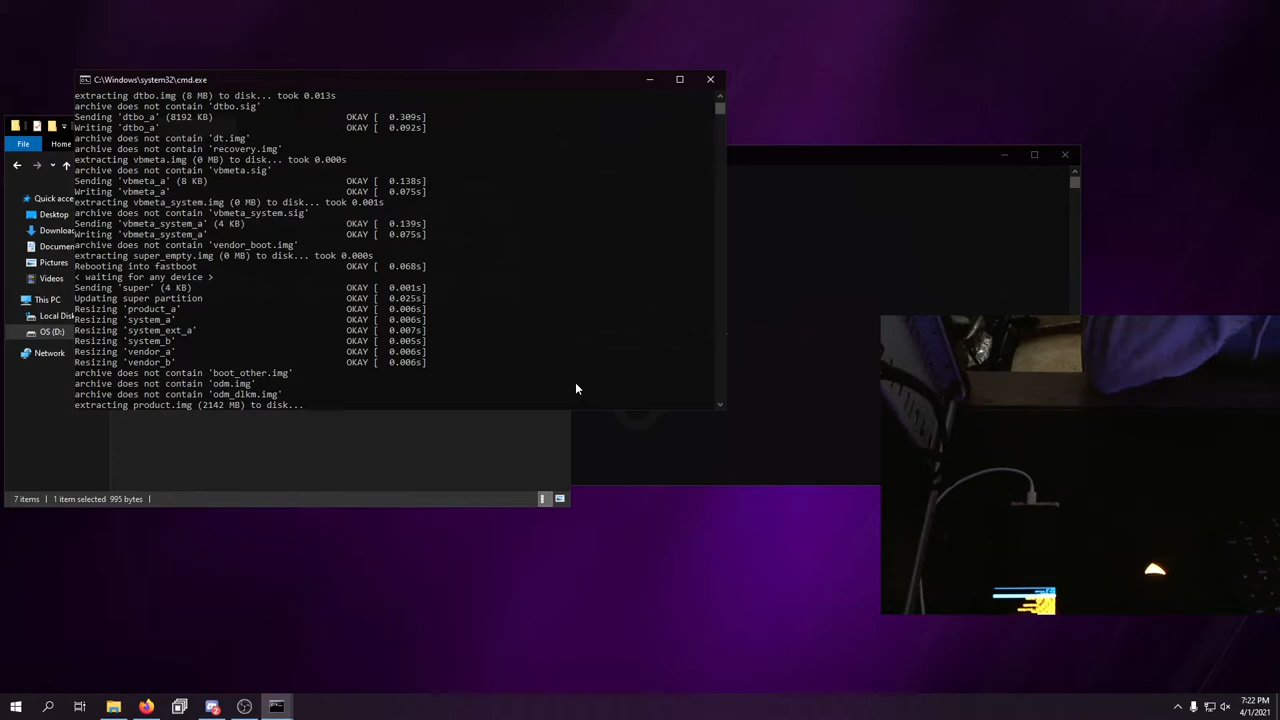 C:\Windows\system32\cmd.exe
extracting dtbo.img (8 MB) to disk... took 0.013s
archive does not contain 'dtbo.sig'
Sending 'dtbo_a' (8192 KB) OKAY [ 0.309s]
Writing 'dtbo_a' OKAY [ 0.092s]
archive does not contain 'dt.img'
archive does not contain 'recovery.img'
extracting vbmeta.img (0 MB) to disk... took 0.000s
archive does not contain 'vbmeta.sig'
Sending 'vbmeta_a' (8 KB) OKAY [ 0.138s]
Writing 'vbmeta_a' OKAY [ 0.075s]
extracting vbmeta_system.img (0 MB) to disk... took 0.001s
archive does not contain 'vbmeta_system.sig'
Sending 'vbmeta_system_a' (4 KB) OKAY [ 0.139s]
Writing 'vbmeta_system_a' OKAY [ 0.075s]
archive does not contain 'vendor_boot.img'
extracting super_empty.img (0 MB) to disk... took 0.000s
Rebooting into fastboot OKAY [ 0.068s]
< waiting for any device >
Sending 'super' (4 KB) OKAY [ 0.001s]
Updating super partition OKAY [ 0.025s]
Resizing 'product_a' OKAY [ 0.006s]
Resizing 'system_a' OKAY [ 0.006s]
Resizing 'system_ext_a' OKAY [ 0.007s]
Resizing 'system_b' OKAY [ 0.005s]
Resizing 'vendor_a' OKAY [ 0.006s]
Resizing 'vendor_b' OKAY [ 0.006s]
archive does not contain 'boot_other.img'
archive does not contain 'odm.img'
archive does not contain 'odm_dlkm.img'
extracting product.img (2142 MB) to disk...
File Home
Quick acce
Desktop
Downloa
Documen
Pictures
Videos
This PC
Local Disk
OS (D:)
Network
7 items 1 item selected 995 bytes
7:22 PM
4/1/2021